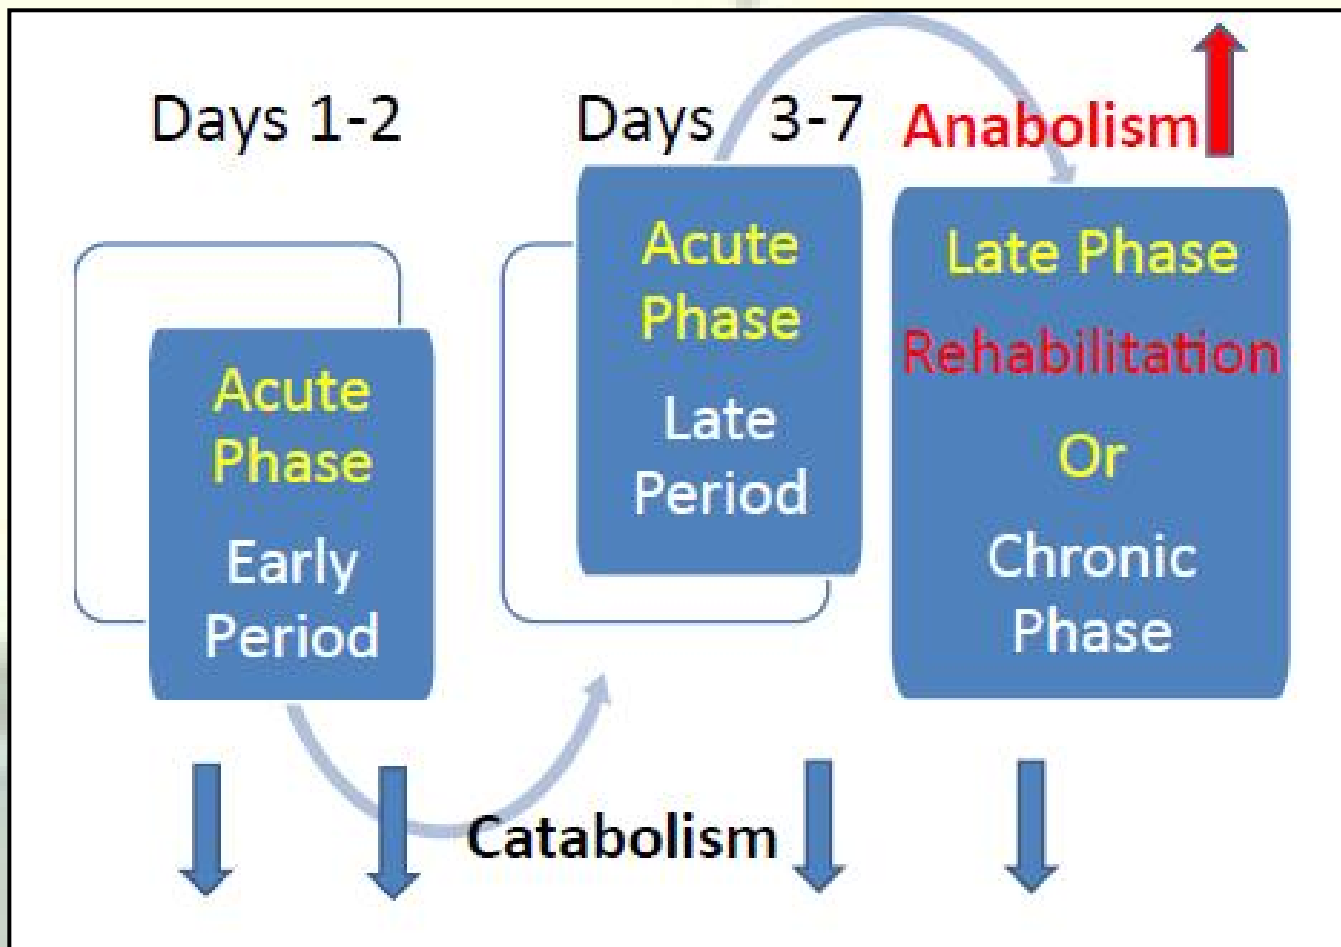 Days 1-2
Acute
Phase
Early
Period
Days 3-7
Acute
Phase
Late
Period
Anabolism
Late Phase
Rehabilitation
Or
Chronic
Phase
Catabolism